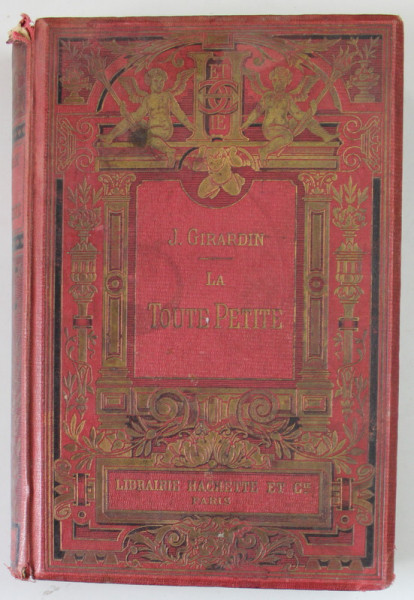 J. GIRARDIN
LA
TOUTE PETITE
LIBRAIRIE HACHETTE ET Cie
PARIS